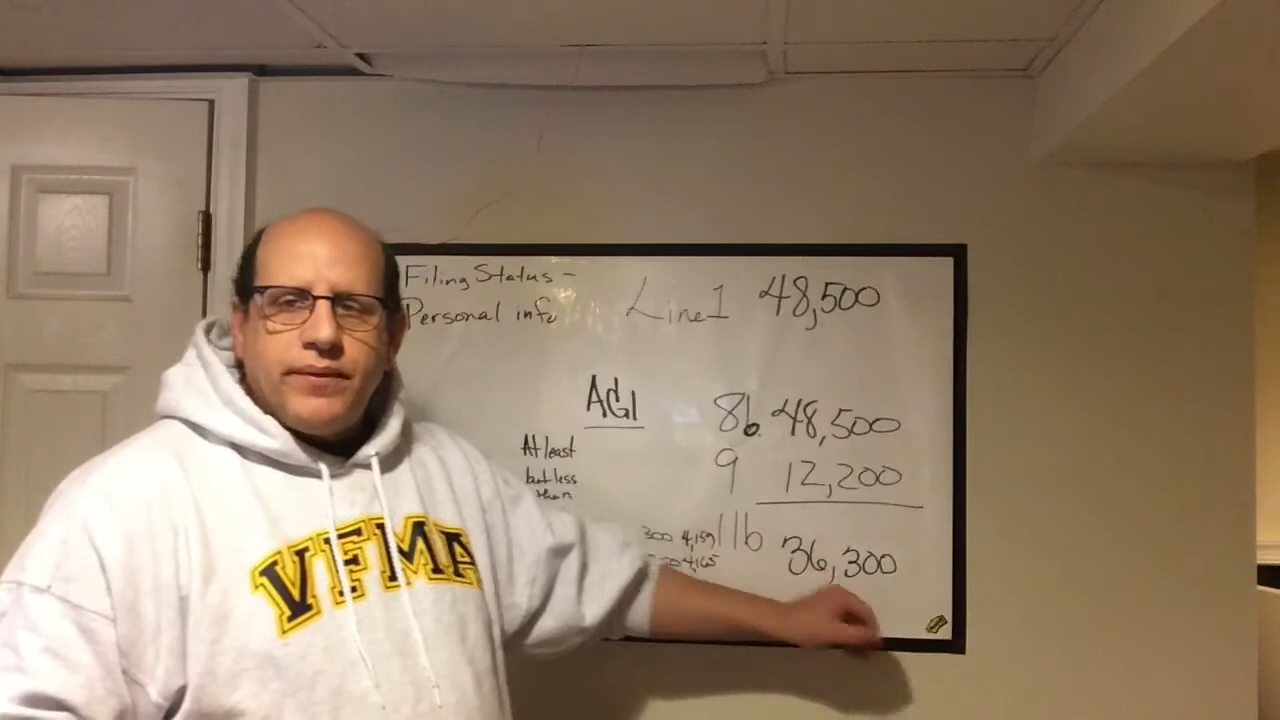 Filing Status -
Personal info
Line 1 48,500
AGI
8b. 48,500
At least
but less
than
9 12,200
300 4,159
4,165
11b 36,300
VFMA